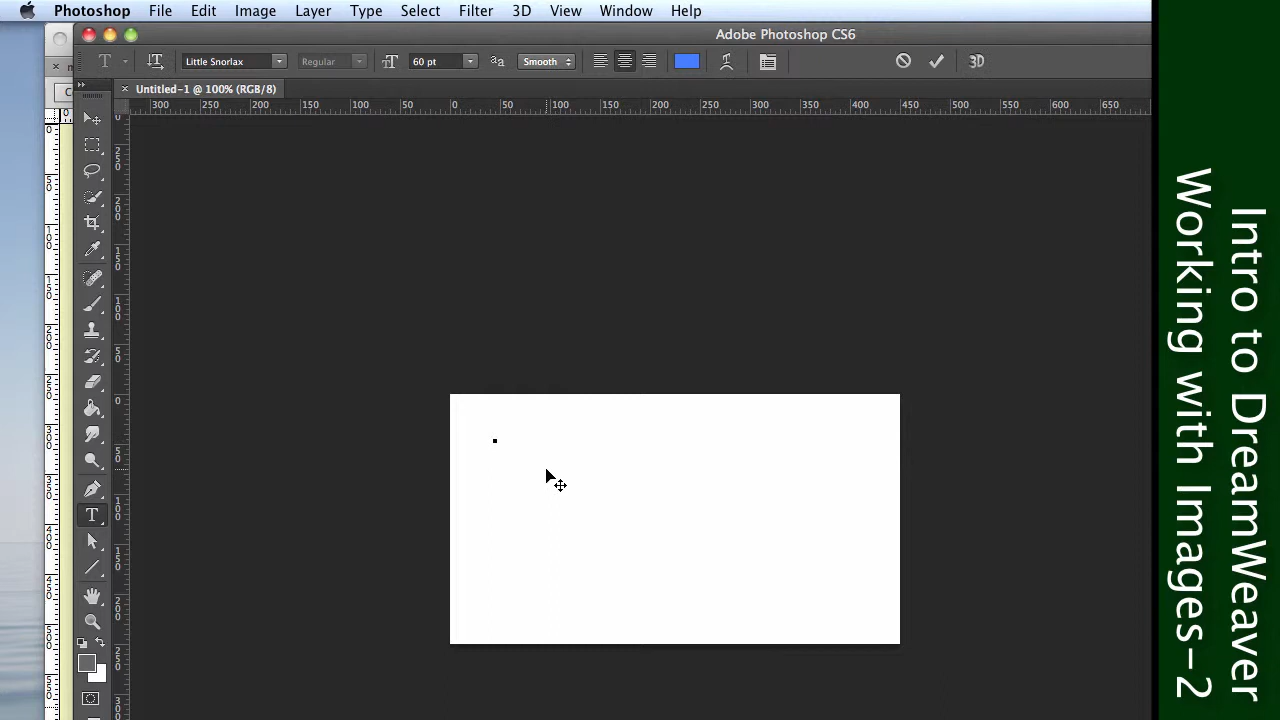 Photoshop File Edit Image Layer Type Select Filter 3D View Window Help
Adobe Photoshop CS6
T Little Snorlax Regular 60 pt Smooth 3D
Untitled-1 @ 100% (RGB/8)
300 250 200 150 100 50 0 50 100 150 200 250 300 350 400 450 500 550 600 650
Intro to DreamWeaver
Working with Images-2